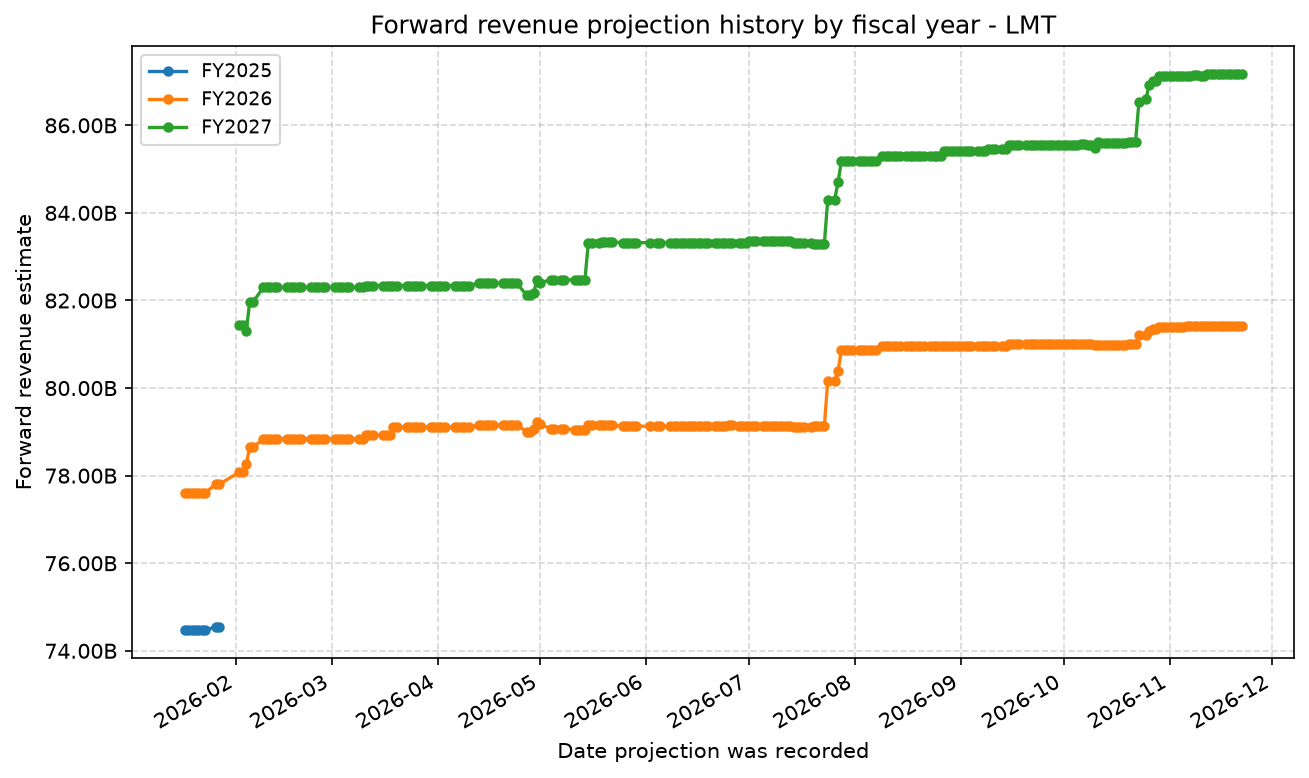 Forward revenue projection history by fiscal year - LMT
FY2025
FY2026
FY2027
Forward revenue estimate
86.00B
84.00B
82.00B
80.00B
78.00B
76.00B
74.00B
2026-02
2026-03
2026-04
2026-05
2026-06
2026-07
2026-08
2026-09
2026-10
2026-11
2026-12
Date projection was recorded